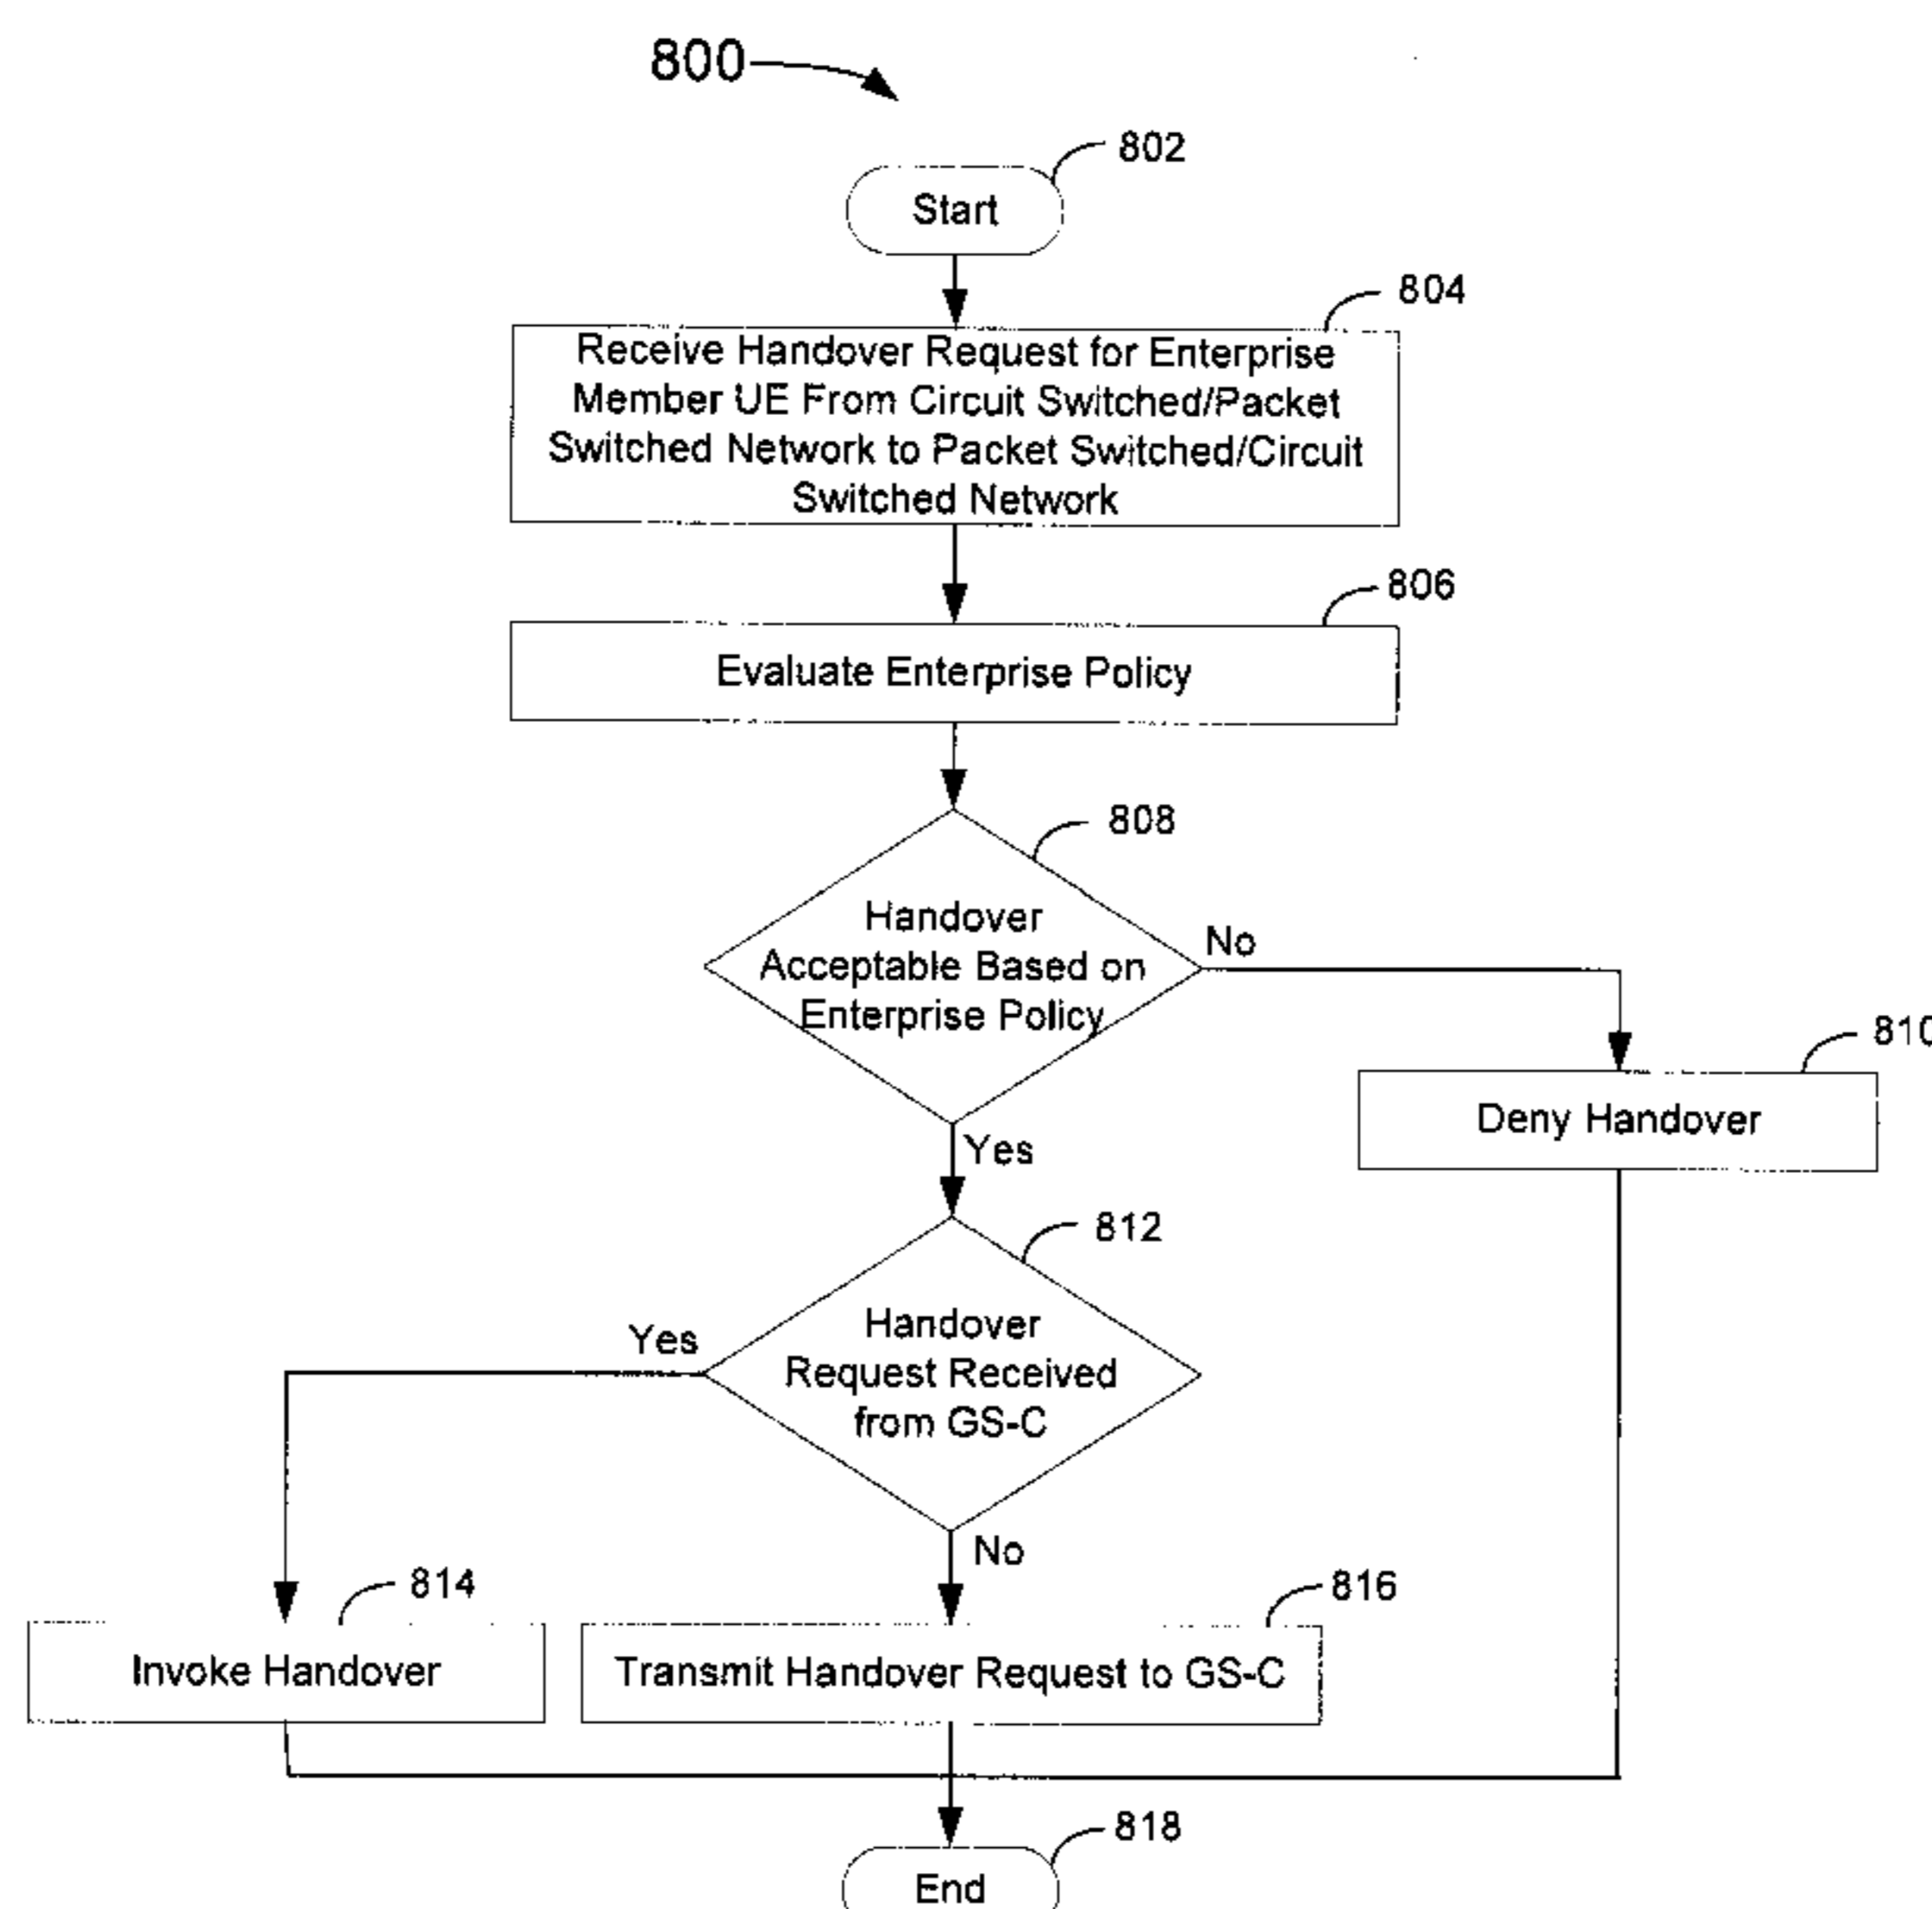 800
802
Start
804
Receive Handover Request for Enterprise
Member UE From Circuit Switched/Packet
Switched Network to Packet Switched/Circuit
Switched Network
806
Evaluate Enterprise Policy
808
Handover
Acceptable Based on
Enterprise Policy
No
810
Deny Handover
Yes
812
Handover
Request Received
from GS-C
Yes
No
814
Invoke Handover
816
Transmit Handover Request to GS-C
818
End